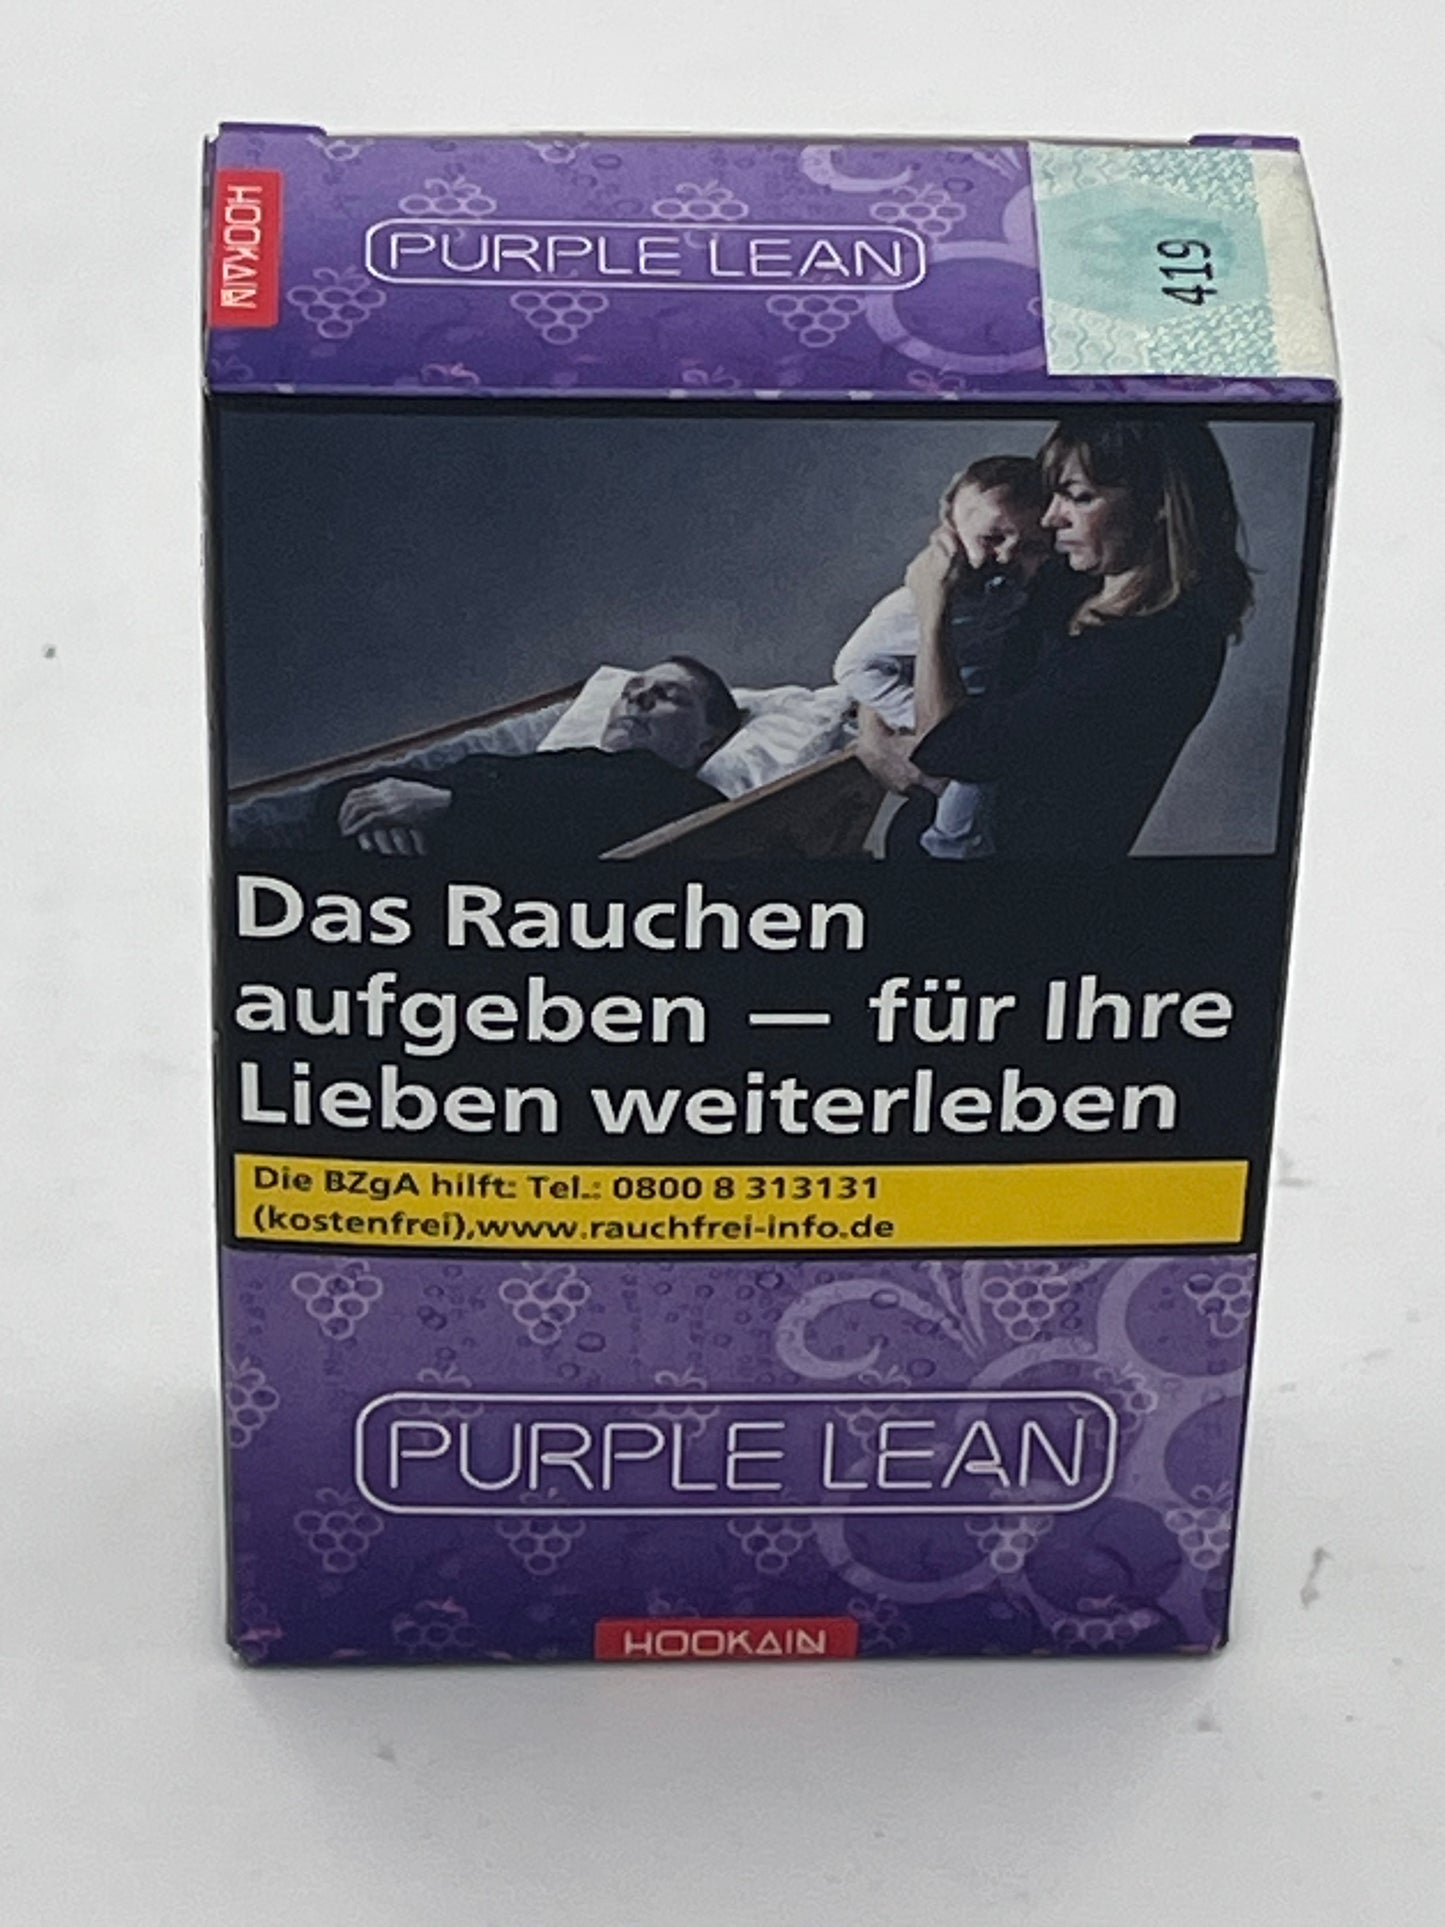 HOOKAIN
PURPLE LEAN
419
Das Rauchen
aufgeben — für Ihre
Lieben weiterleben
Die BZgA hilft: Tel.: 0800 8 313131
(kostenfrei),www.rauchfrei-info.de
PURPLE LEAN
HOOKAIN